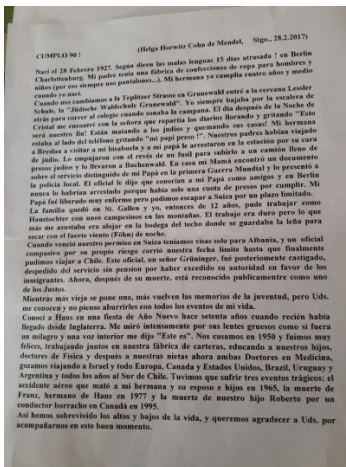 (Helga Horwitz Cohn de Mendel, Stgo., 28.2.2017)
CUMPLO 90 !
Nací el 28 Febrero 1927. Según dicen las malas lenguas 15 días atrasada ! en Berlin
Charlottenburg. Mi padre tenía una fábrica de confecciones de ropa para hombres y
niños (por eso siempre uso pantalones...). Mi hermana ya cumplía cuatro años y medio
cuando yo nací.
Cuando nos cambiamos a la Teplitzer Strasse en Grunewald entré a la cercana Lessler
Schule, la "Jüdische Waldschule Grunewald". Yo siempre bajaba por la escalera de
atrás para correr al colegio cuando sonaba la campana. El día después de la Noche de
Cristal me encontré con la señora que repartía los diarios Borando y gritando "Esto
será nuestro fin! Están matando a los judíos y quemando sus casas! Mi hermana
estaba al lado del teléfono gritando "mi papi preso !". Nuestros padres habían viajado
a Breslau a visitar a mi bisabuela y a mi papá le arrestaron en la estación por su cara
de judío. Lo empujaron con el revés de un fusil para subirlo a un camión lleno de
presos judíos y lo llevaron a Buchenwald. En casa mi Mamá encontró un documento
sobre el servicio distinguido de mi Papá en la primera Guerra Mundial y lo presentó a
la policía local. El oficial le dijo que conocían a mi Papá como amigos y en Berlin
nunca lo habrían arrestado porque había solo una cuota de presos por cumplir. Mi
Papá fué liberado muy enfermo pero pudimos escapar a Suiza por un plazo limitado.
La familia quedó en St. Gallen y yo, entonces de 12 años, pude trabajar como
Haustochter con unos campesinos en las montañas. El trabajo era duro pero lo que
más me asustaba era alojar en la bodega del techo donde se guardaba la leña para
secar con el fuerte viento (Föhn) de noche.
Cuando venció nuestro permiso en Suiza teníamos visas solo para Albania, y un oficial
compasivo por su propio riesgo corrió nuestra fecha límite hasta que finalmente
pudimos viajar a Chile. Este oficial, un señor Grüninger, fué posteriormente castigado,
despedido del servicio sin pension por haber excedido su autoridad en favor de los
inmigrantes. Ahora, después de su muerte, está reconocido publicamente como uno
de los Justos.
Mientras más vieja se pone una, más vuelven las memorias de la juventud, pero Uds.
me conocen y no pienso aburrirlos con todos los eventos de mi vida.
Conocí a Hans en una fiesta de Año Nuevo hace setenta años cuando recién había
llegado desde Inglaterra. Me miró intensamente por sus lentes gruesos como si fuera
un milagro y una voz interior me dijo "Este es". Nos casamos en 1950 y fuimos muy
felices, trabajando juntos en nuestra fábrica de carteras, educando a nuestros hijos,
doctores de Física y después a nuestras nietas ahora ambas Doctores en Medicina,
gozamos viajando a Israel y todo Europa, Canada y Estados Unidos, Brazil, Uruguay y
Argentina y todos los años al Sur de Chile. Tuvimos que sufrir tres eventos trágicos: el
accidente aéreo que mató a mi hermana y su esposo e hijos en 1965, la muerte de
Franz, hermano de Hans en 1977 y la muerte de nuestro hijo Roberto por un
conductor borracho en Canadá en 1995.
Así hemos sobrevivido los altos y bajos de la vida, y queremos agradecer a Uds. por
acompañarnos en este buen momento.